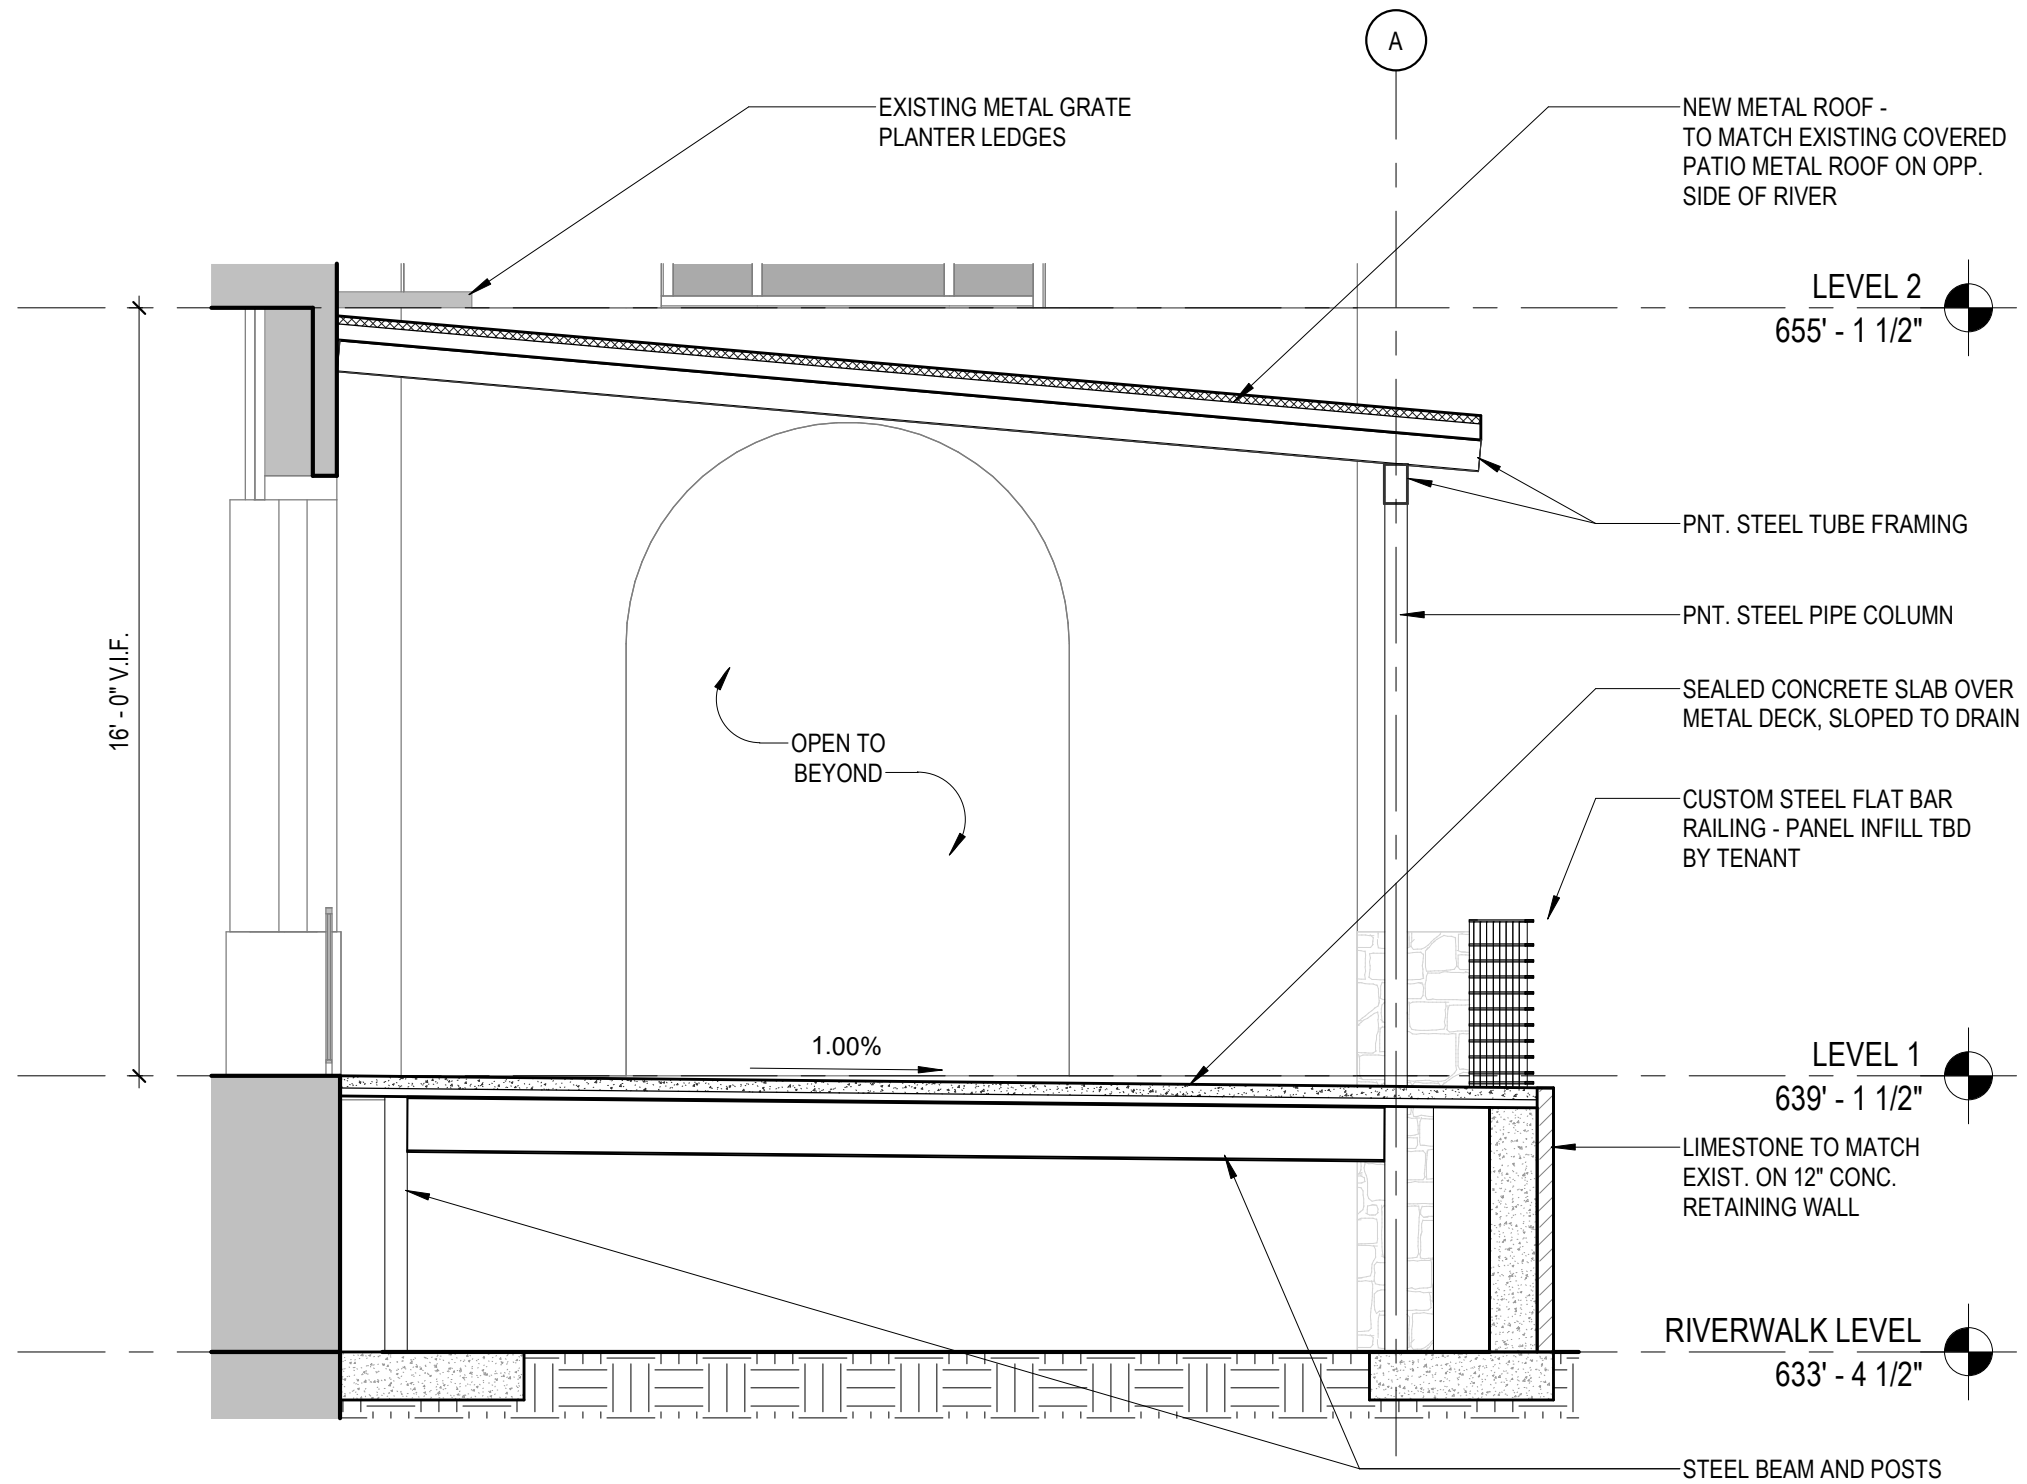 A
EXISTING METAL GRATE
PLANTER LEDGES
NEW METAL ROOF -
TO MATCH EXISTING COVERED
PATIO METAL ROOF ON OPP.
SIDE OF RIVER
LEVEL 2
655' - 1 1/2"
PNT. STEEL TUBE FRAMING
PNT. STEEL PIPE COLUMN
16' - 0" V.I.F.
SEALED CONCRETE SLAB OVER
METAL DECK, SLOPED TO DRAIN
OPEN TO
BEYOND
CUSTOM STEEL FLAT BAR
RAILING - PANEL INFILL TBD
BY TENANT
1.00%
LEVEL 1
639' - 1 1/2"
LIMESTONE TO MATCH
EXIST. ON 12" CONC.
RETAINING WALL
RIVERWALK LEVEL
633' - 4 1/2"
STEEL BEAM AND POSTS